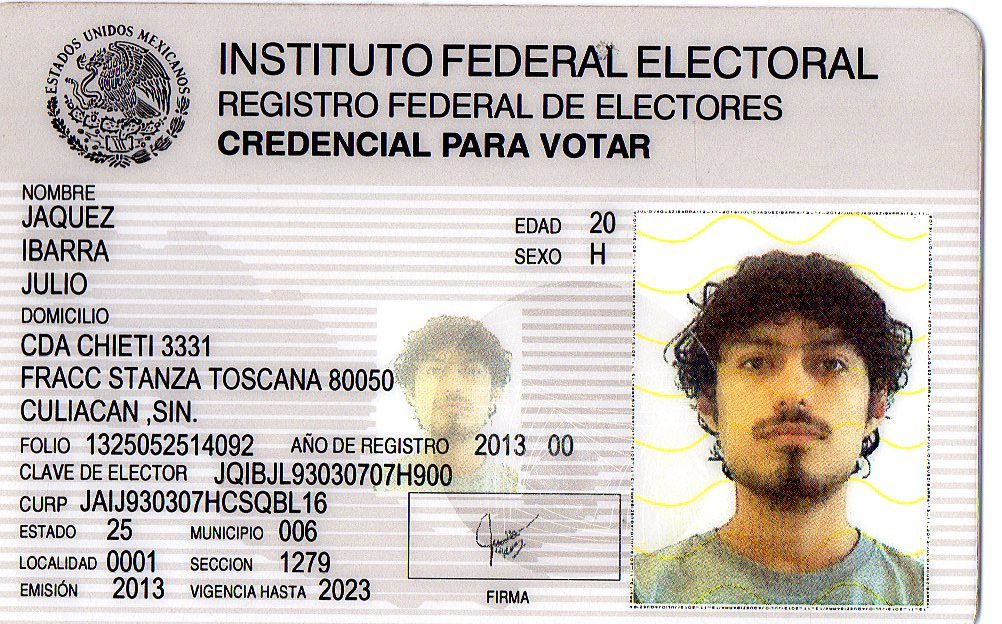 ESTADOS UNIDOS MEXICANOS
INSTITUTO FEDERAL ELECTORAL
REGISTRO FEDERAL DE ELECTORES
CREDENCIAL PARA VOTAR
NOMBRE
JAQUEZ
EDAD 20
IBARRA
SEXO H
JULIO
DOMICILIO
CDA CHIETI 3331
FRACC STANZA TOSCANA 80050
CULIACAN ,SIN.
FOLIO 1325052514092 AÑO DE REGISTRO 2013 00
CLAVE DE ELECTOR JQIBJL93030707H900
CURP JAIJ930307HCSQBL16
ESTADO 25 MUNICIPIO 006
LOCALIDAD 0001 SECCION 1279
EMISIÓN 2013 VIGENCIA HASTA 2023
FIRMA